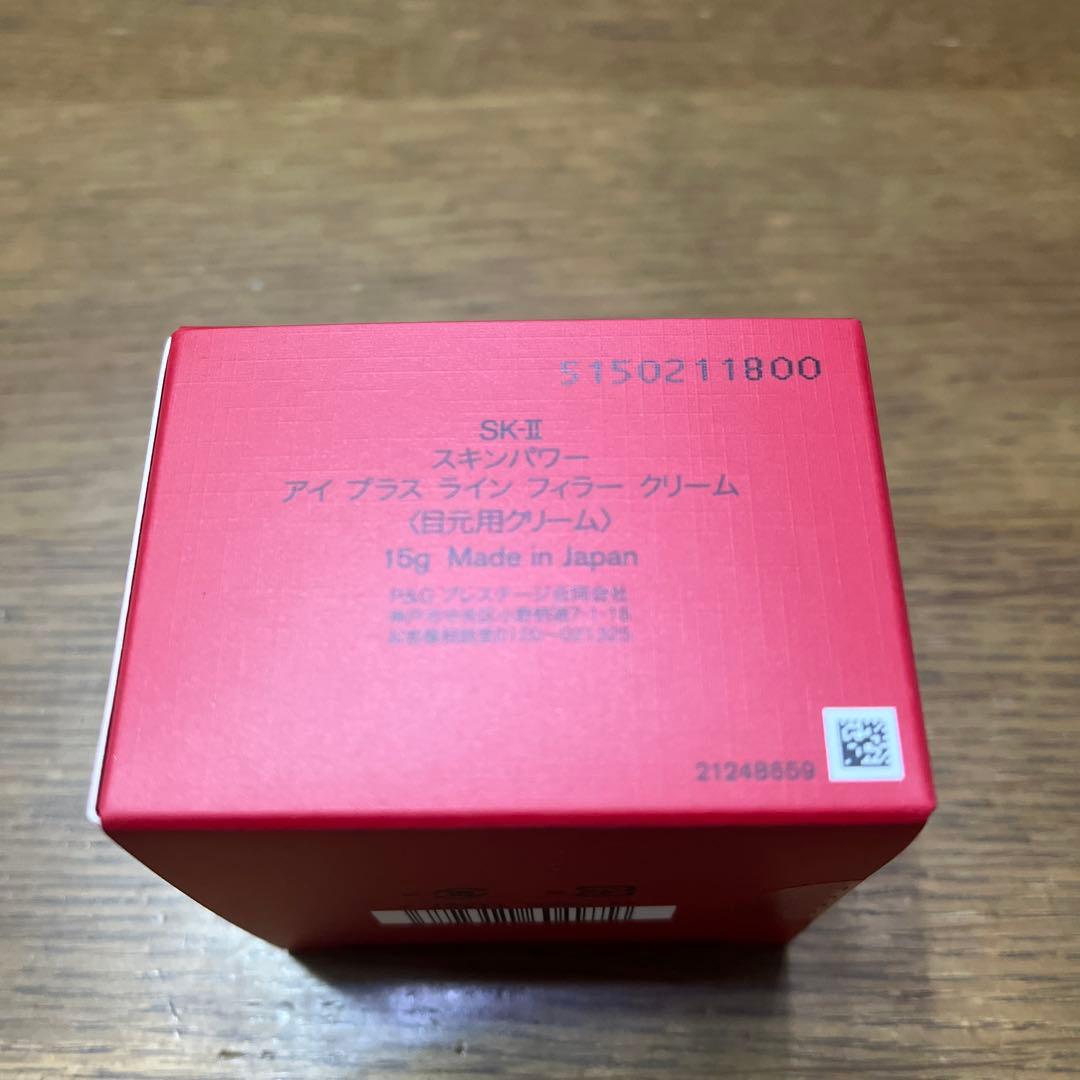 5150211800
SK-II
スキンパワー
アイ プラス ライン フィラー クリーム
〈目元用クリーム〉
15g Made in Japan
P&G プレステージ合同会社
神戸市中央区小野柄通7-1-18
お客様相談室0120-021325
21248659